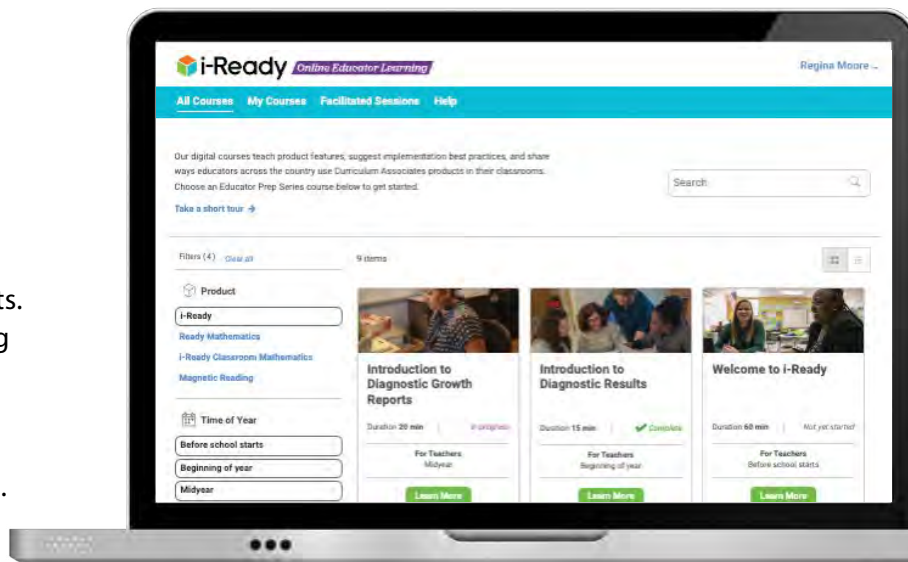 i-Ready Online Educator Learning
Regina Moore
All Courses My Courses Facilitated Sessions Help
Our digital courses teach product features, suggest implementation best practices, and share
ways educators across the country use Curriculum Associates products in their classrooms.
Choose an Educator Prep Series course below to get started.
Search
Take a short tour →
Filters (4) Clear all
9 items
Product
i-Ready
Ready Mathematics
i-Ready Classroom Mathematics
Magnetic Reading
Time of Year
Before school starts
Beginning of year
Midyear
Introduction to
Diagnostic Growth
Reports
Duration 20 min
In progress
For Teachers
Midyear
Learn More
Introduction to
Diagnostic Results
Duration 15 min
Complete
For Teachers
Beginning of year
Learn More
Welcome to i-Ready
Duration 60 min
Not yet started
For Teachers
Before school starts
Learn More
ts.
g
.